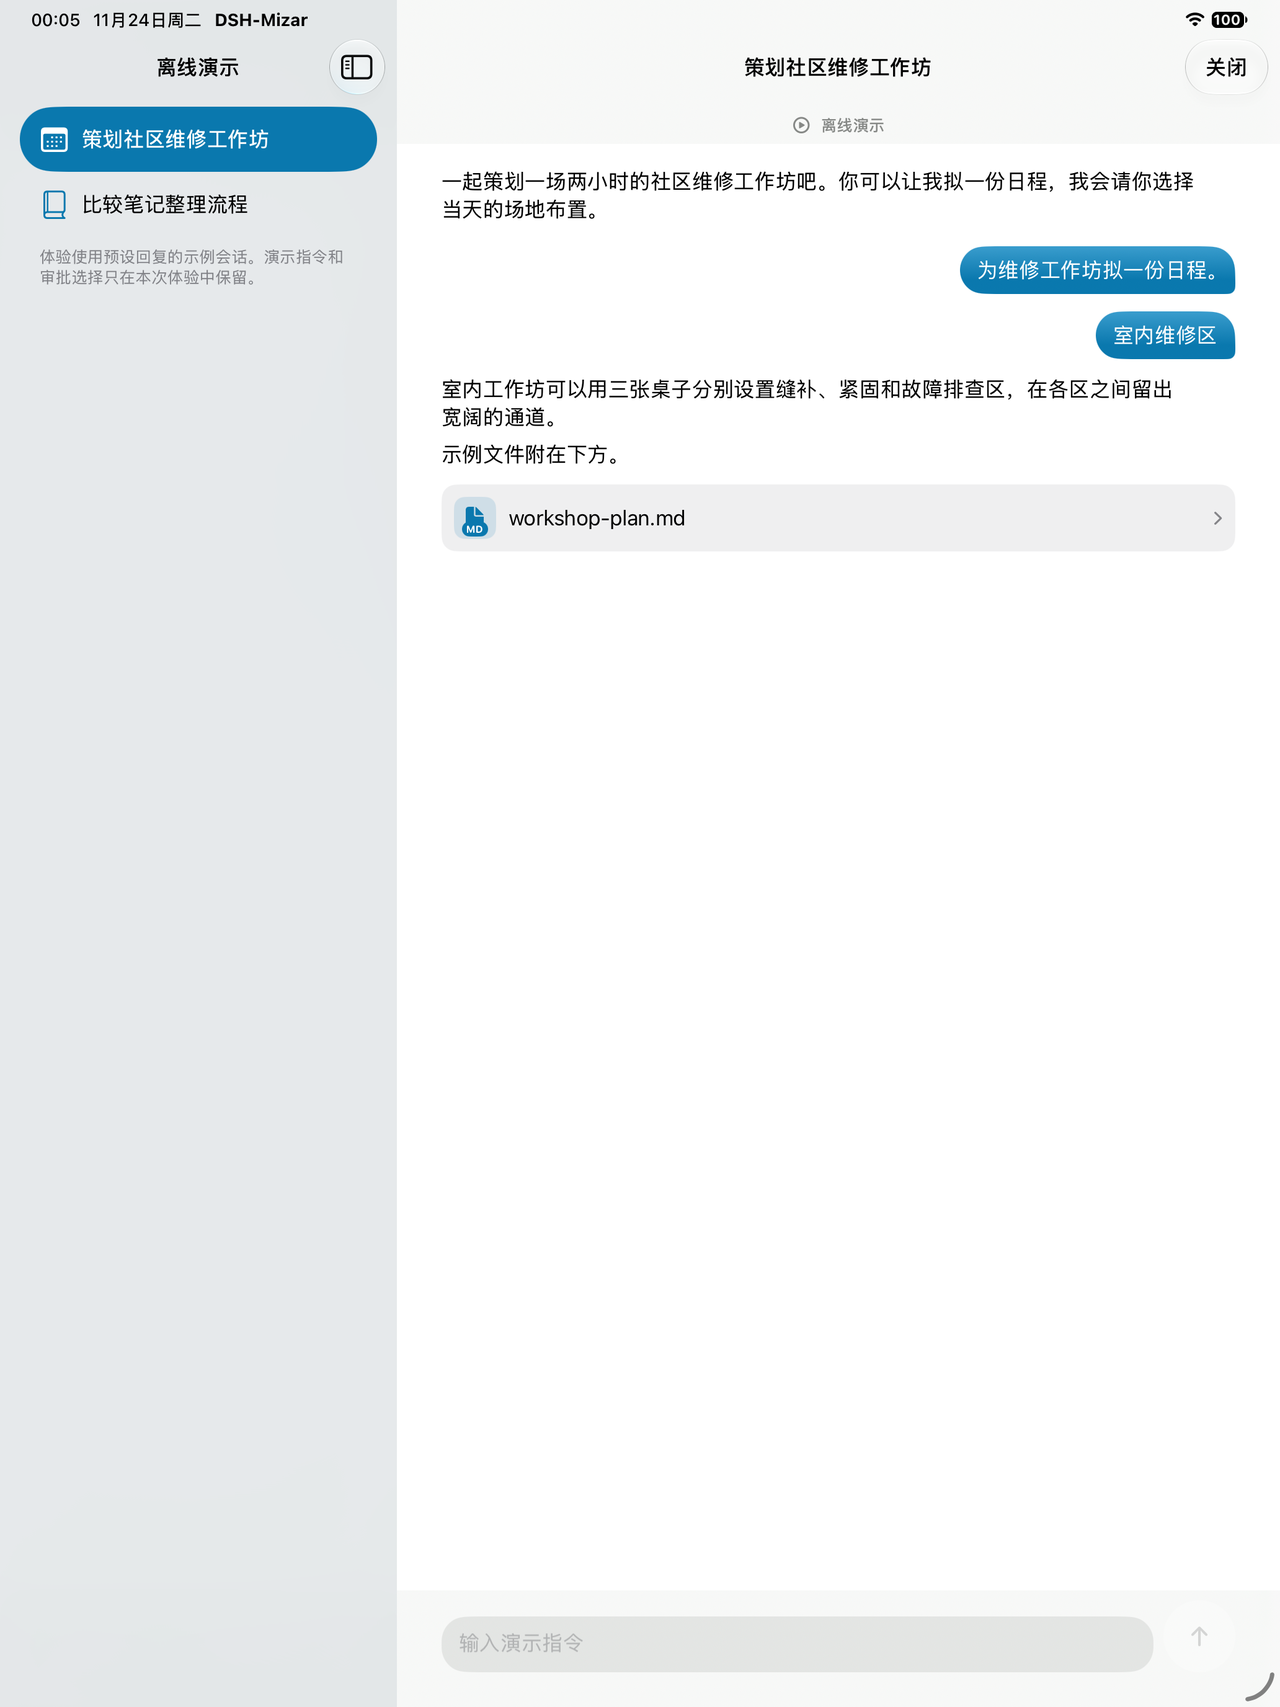 00:05 11月24日周二 DSH-Mizar
100
离线演示
策划社区维修工作坊
比较笔记整理流程
体验使用预设回复的示例会话。演示指令和
审批选择只在本次体验中保留。
策划社区维修工作坊
关闭
离线演示
一起策划一场两小时的社区维修工作坊吧。你可以让我拟一份日程，我会请你选择
当天的场地布置。
为维修工作坊拟一份日程。
室内维修区
室内工作坊可以用三张桌子分别设置缝补、紧固和故障排查区，在各区之间留出
宽阔的通道。
示例文件附在下方。
MD
workshop-plan.md
输入演示指令